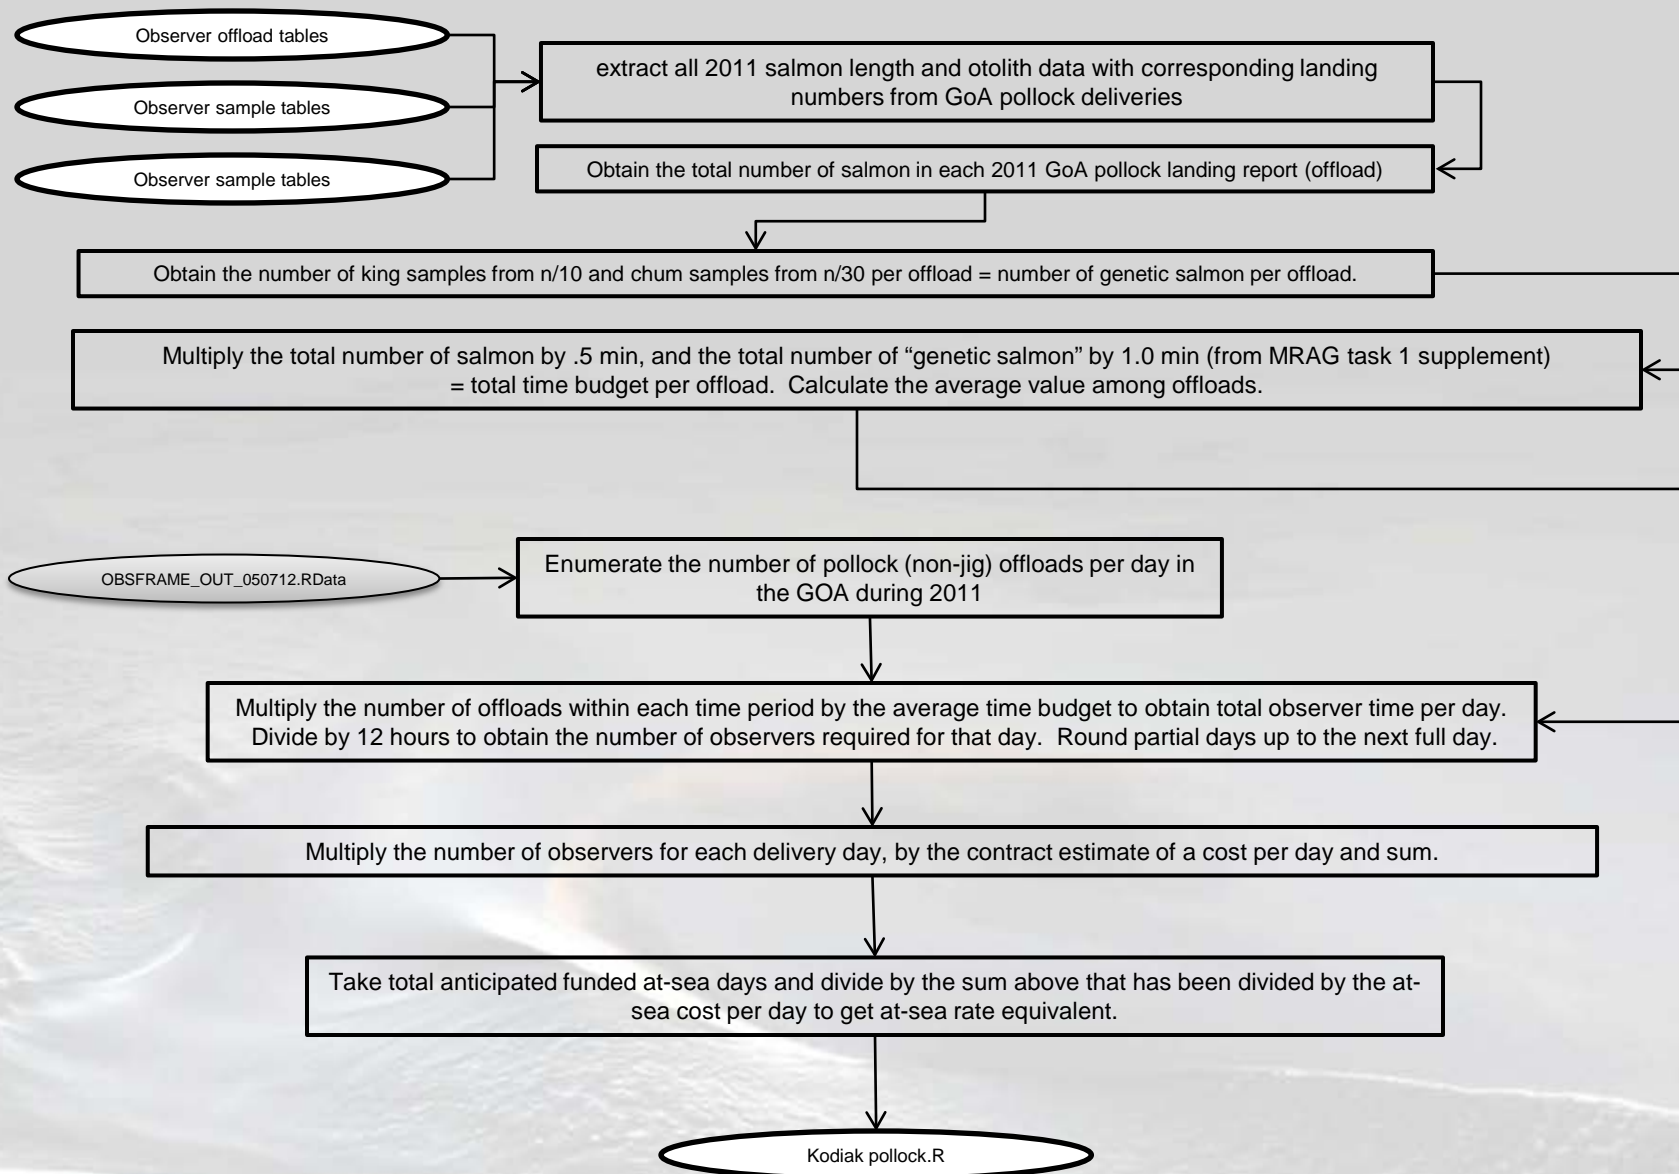 Observer offload tables
Observer sample tables
Observer sample tables
extract all 2011 salmon length and otolith data with corresponding landing
numbers from GoA pollock deliveries
Obtain the total number of salmon in each 2011 GoA pollock landing report (offload)
Obtain the number of king samples from n/10 and chum samples from n/30 per offload = number of genetic salmon per offload.
Multiply the total number of salmon by .5 min, and the total number of “genetic salmon” by 1.0 min (from MRAG task 1 supplement)
= total time budget per offload.  Calculate the average value among offloads.
OBSFRAME_OUT_050712.RData
Enumerate the number of pollock (non-jig) offloads per day in
the GOA during 2011
Multiply the number of offloads within each time period by the average time budget to obtain total observer time per day.
Divide by 12 hours to obtain the number of observers required for that day.  Round partial days up to the next full day.
Multiply the number of observers for each delivery day, by the contract estimate of a cost per day and sum.
Take total anticipated funded at-sea days and divide by the sum above that has been divided by the at-
sea cost per day to get at-sea rate equivalent.
Kodiak pollock.R